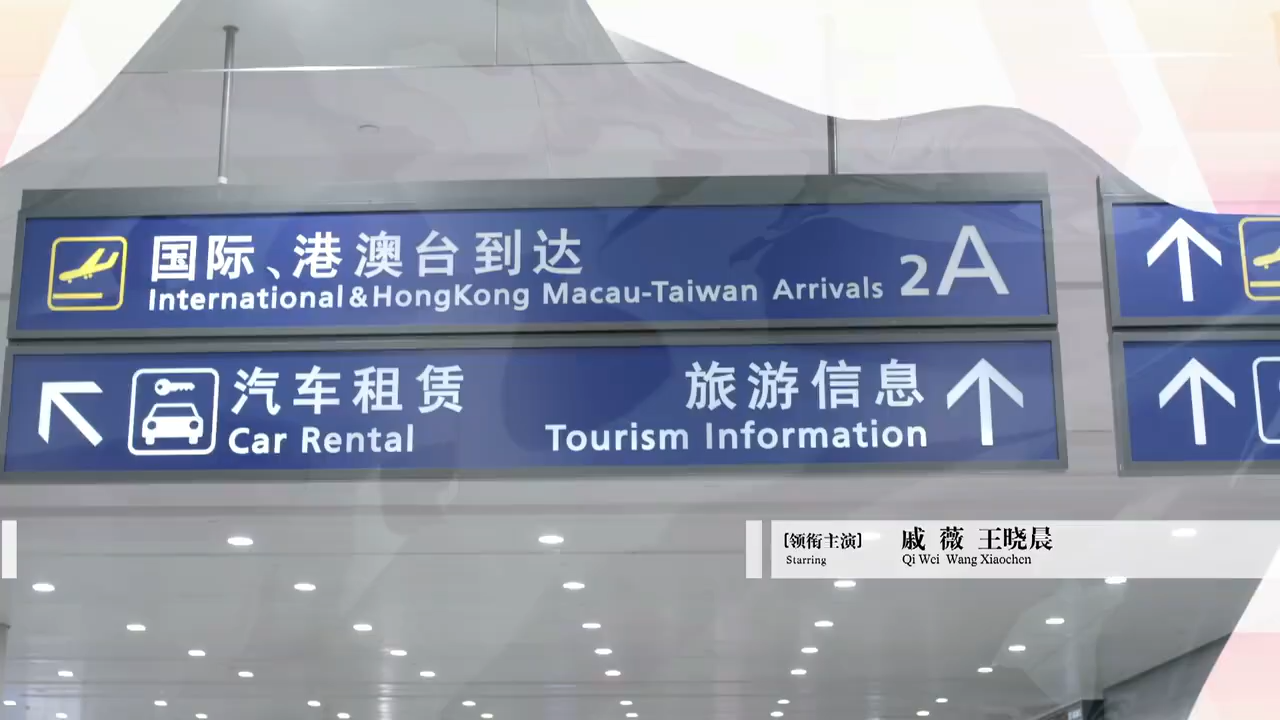 国际、港澳台到达
International & HongKong Macau-Taiwan Arrivals
2A
汽车租赁
Car Rental
旅游信息
Tourism Information
[领衔主演] 戚薇 王晓晨
Starring Qi Wei Wang Xiaochen